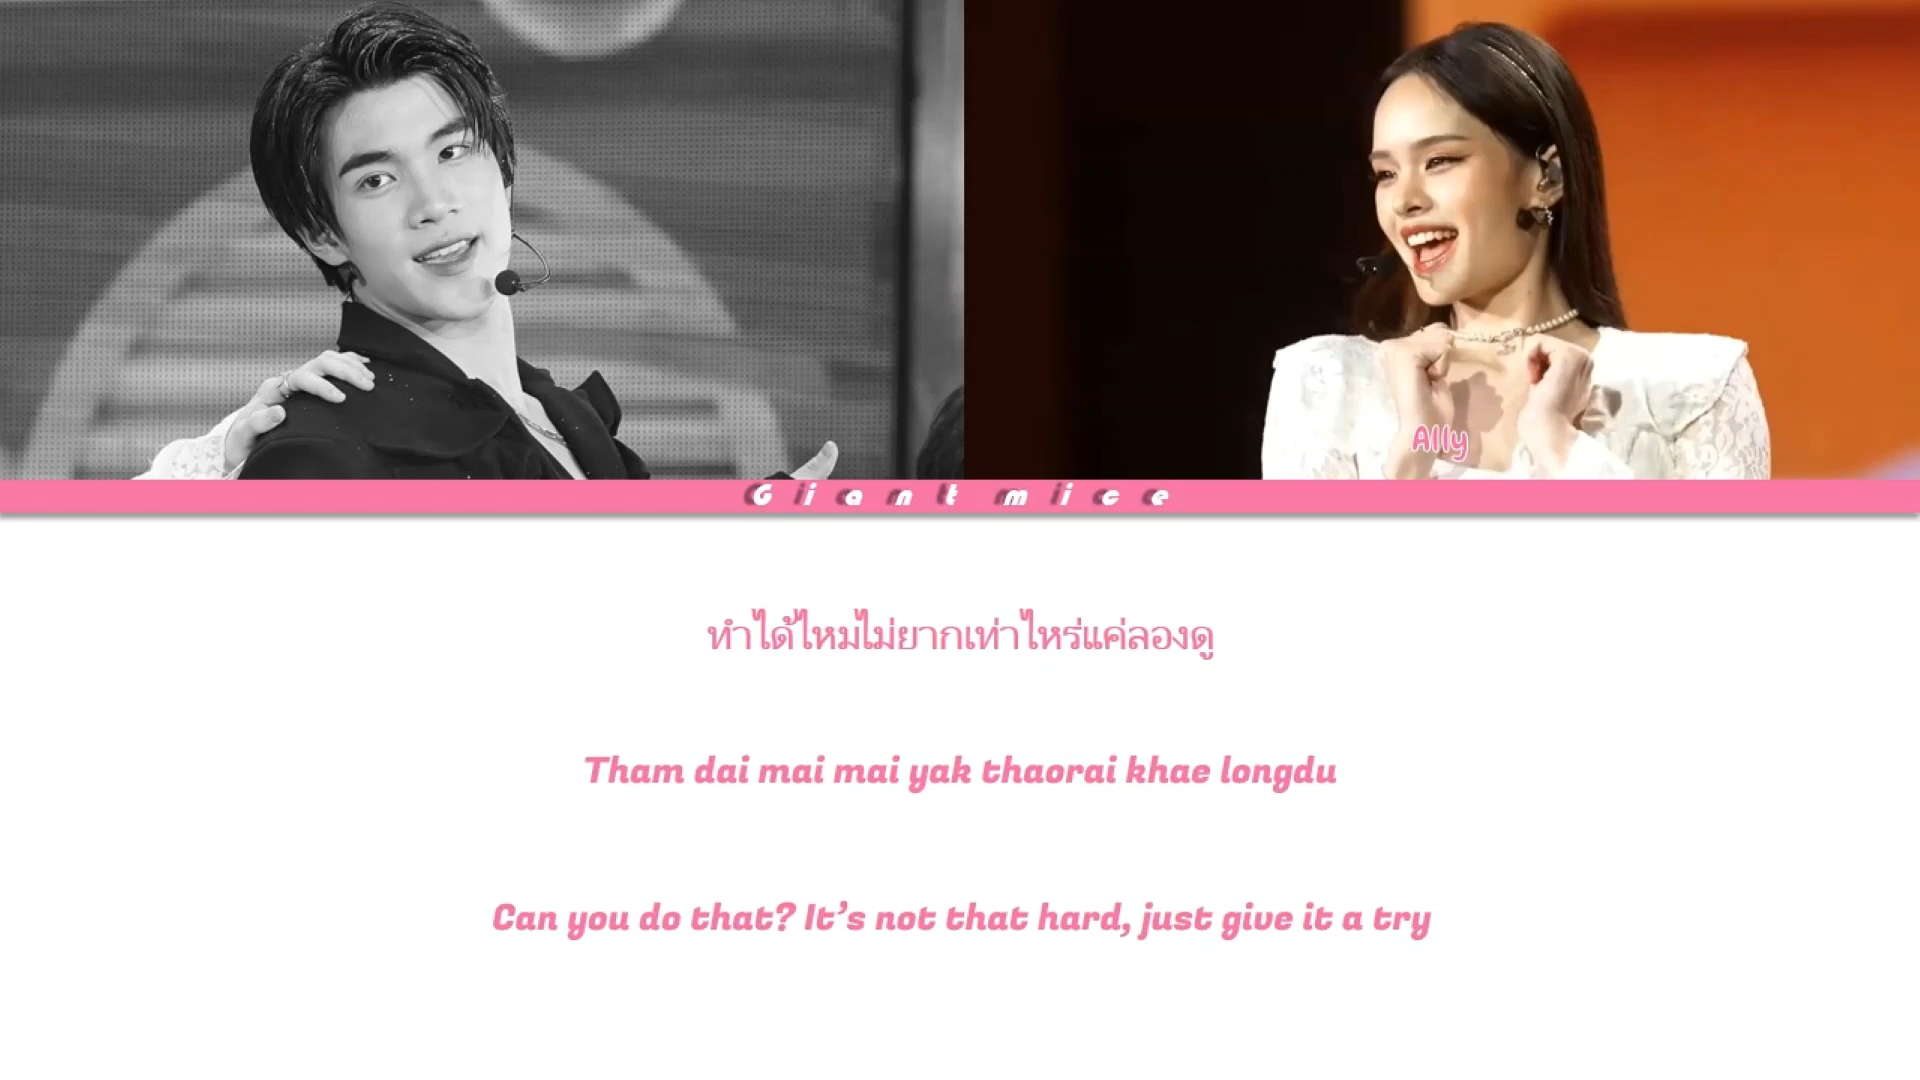 Ally
Giant mice
ทำได้ไหมไม่ยากเท่าไหร่แค่ลองดู
Tham dai mai mai yak thaorai khae longdu
Can you do that? It’s not that hard, just give it a try